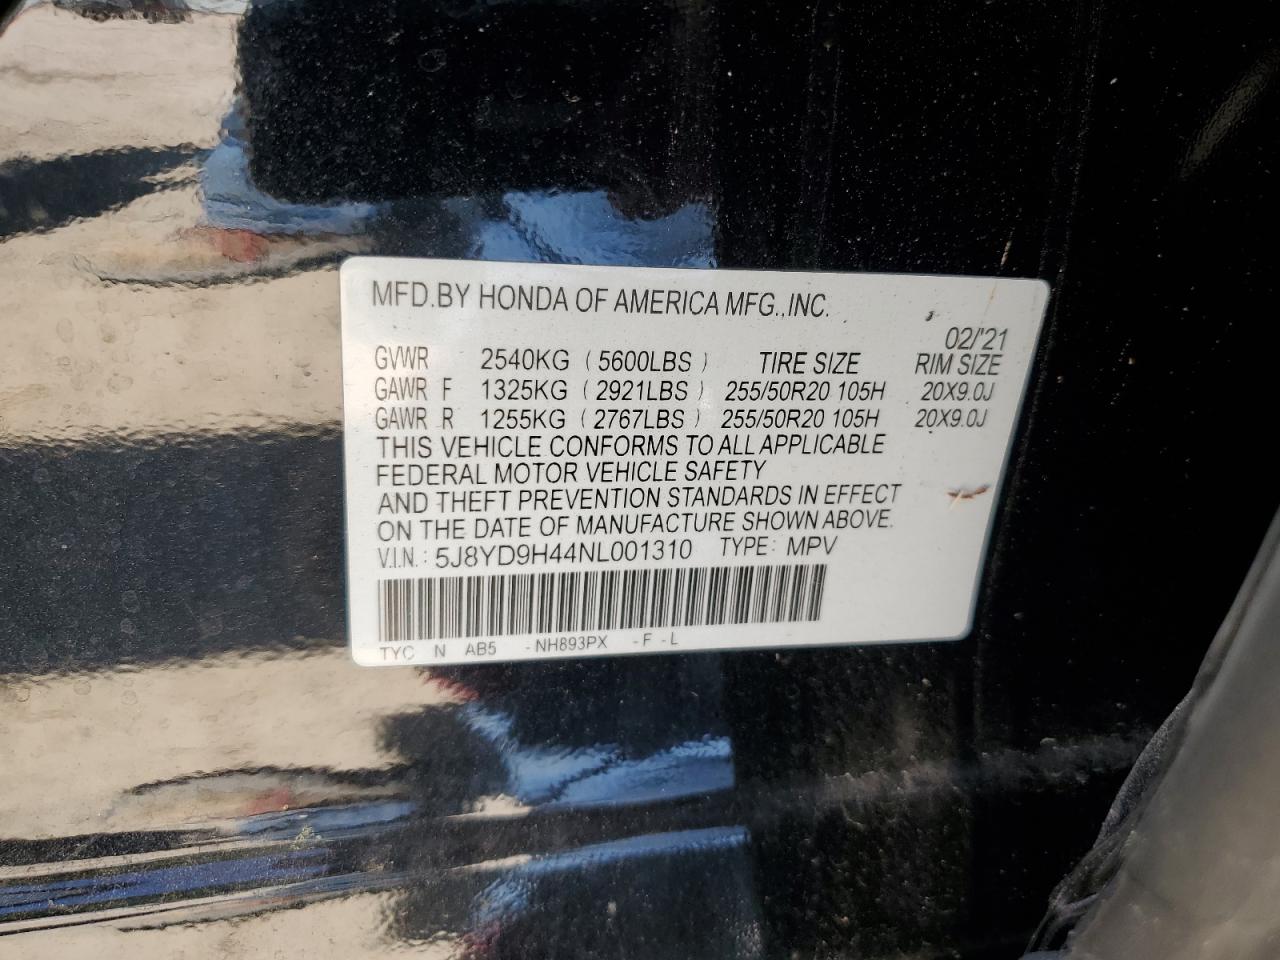 MFD.BY HONDA OF AMERICA MFG.,INC.
02/'21
GVWR 2540KG (5600LBS) TIRE SIZE RIM SIZE
GAWR F 1325KG (2921LBS) 255/50R20 105H 20X9.0J
GAWR R 1255KG (2767LBS) 255/50R20 105H 20X9.0J
THIS VEHICLE CONFORMS TO ALL APPLICABLE
FEDERAL MOTOR VEHICLE SAFETY
AND THEFT PREVENTION STANDARDS IN EFFECT
ON THE DATE OF MANUFACTURE SHOWN ABOVE.
V.I.N.: 5J8YD9H44NL001310 TYPE: MPV
TYC N AB5 -NH893PX -F -L